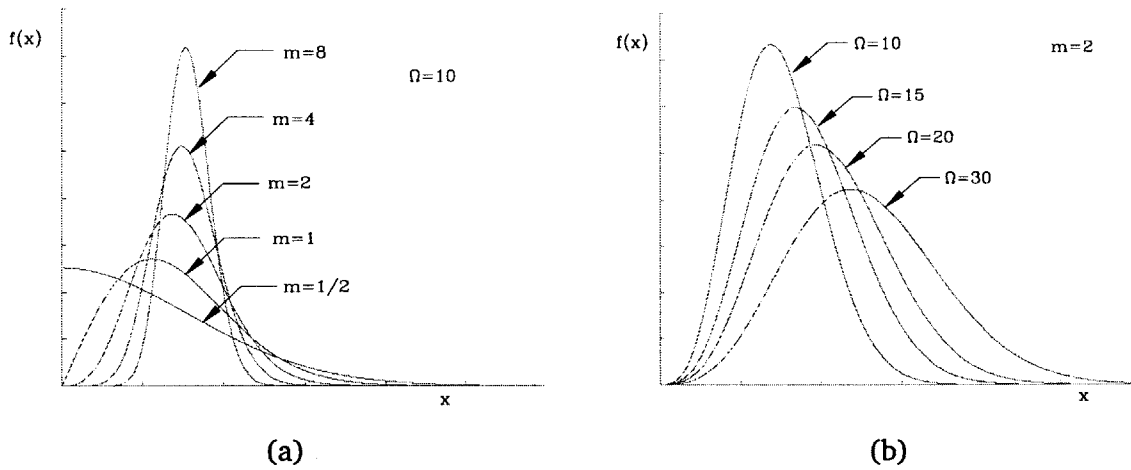 f(x)
m=8
Ω=10
m=4
m=2
m=1
m=1/2
x
(a)
f(x)
Ω=10
m=2
Ω=15
Ω=20
Ω=30
x
(b)